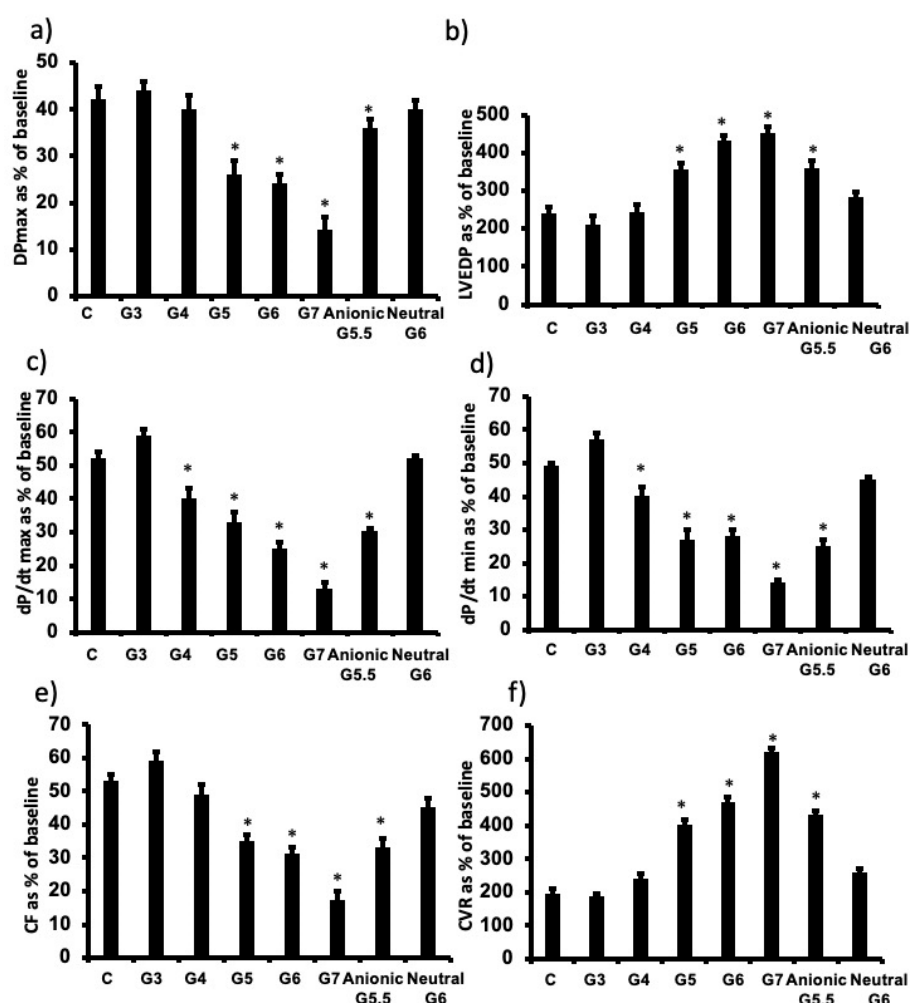 a)
DPmax as % of baseline
50
40
30
20
10
0
* * * *
C G3 G4 G5 G6 G7 Anionic Neutral
G5.5 G6
b)
LVEDP as % of baseline
500
400
300
200
100
0
* * * *
C G3 G4 G5 G6 G7 Anionic Neutral
G5.5 G6
c)
dP/dt max as % of baseline
70
60
50
40
30
20
10
0
* * * * *
C G3 G4 G5 G6 G7 Anionic Neutral
G5.5 G6
d)
dP/dt min as % of baseline
70
60
50
40
30
20
10
0
* * * * *
C G3 G4 G5 G6 G7 Anionic Neutral
G5.5 G6
e)
CF as % of baseline
70
60
50
40
30
20
10
0
* * * *
C G3 G4 G5 G6 G7 Anionic Neutral
G5.5 G6
f)
CVR as % of baseline
700
600
500
400
300
200
100
0
* * * *
C G3 G4 G5 G6 G7 Anionic Neutral
G5.5 G6